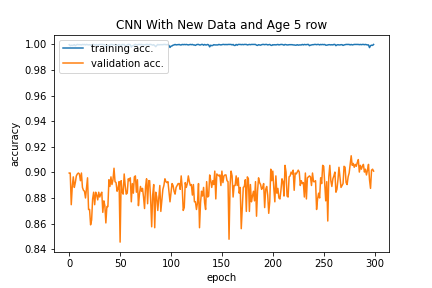 CNN With New Data and Age 5 row
training acc.
validation acc.
accuracy
1.00
0.98
0.96
0.94
0.92
0.90
0.88
0.86
0.84
0 50 100 150 200 250 300
epoch